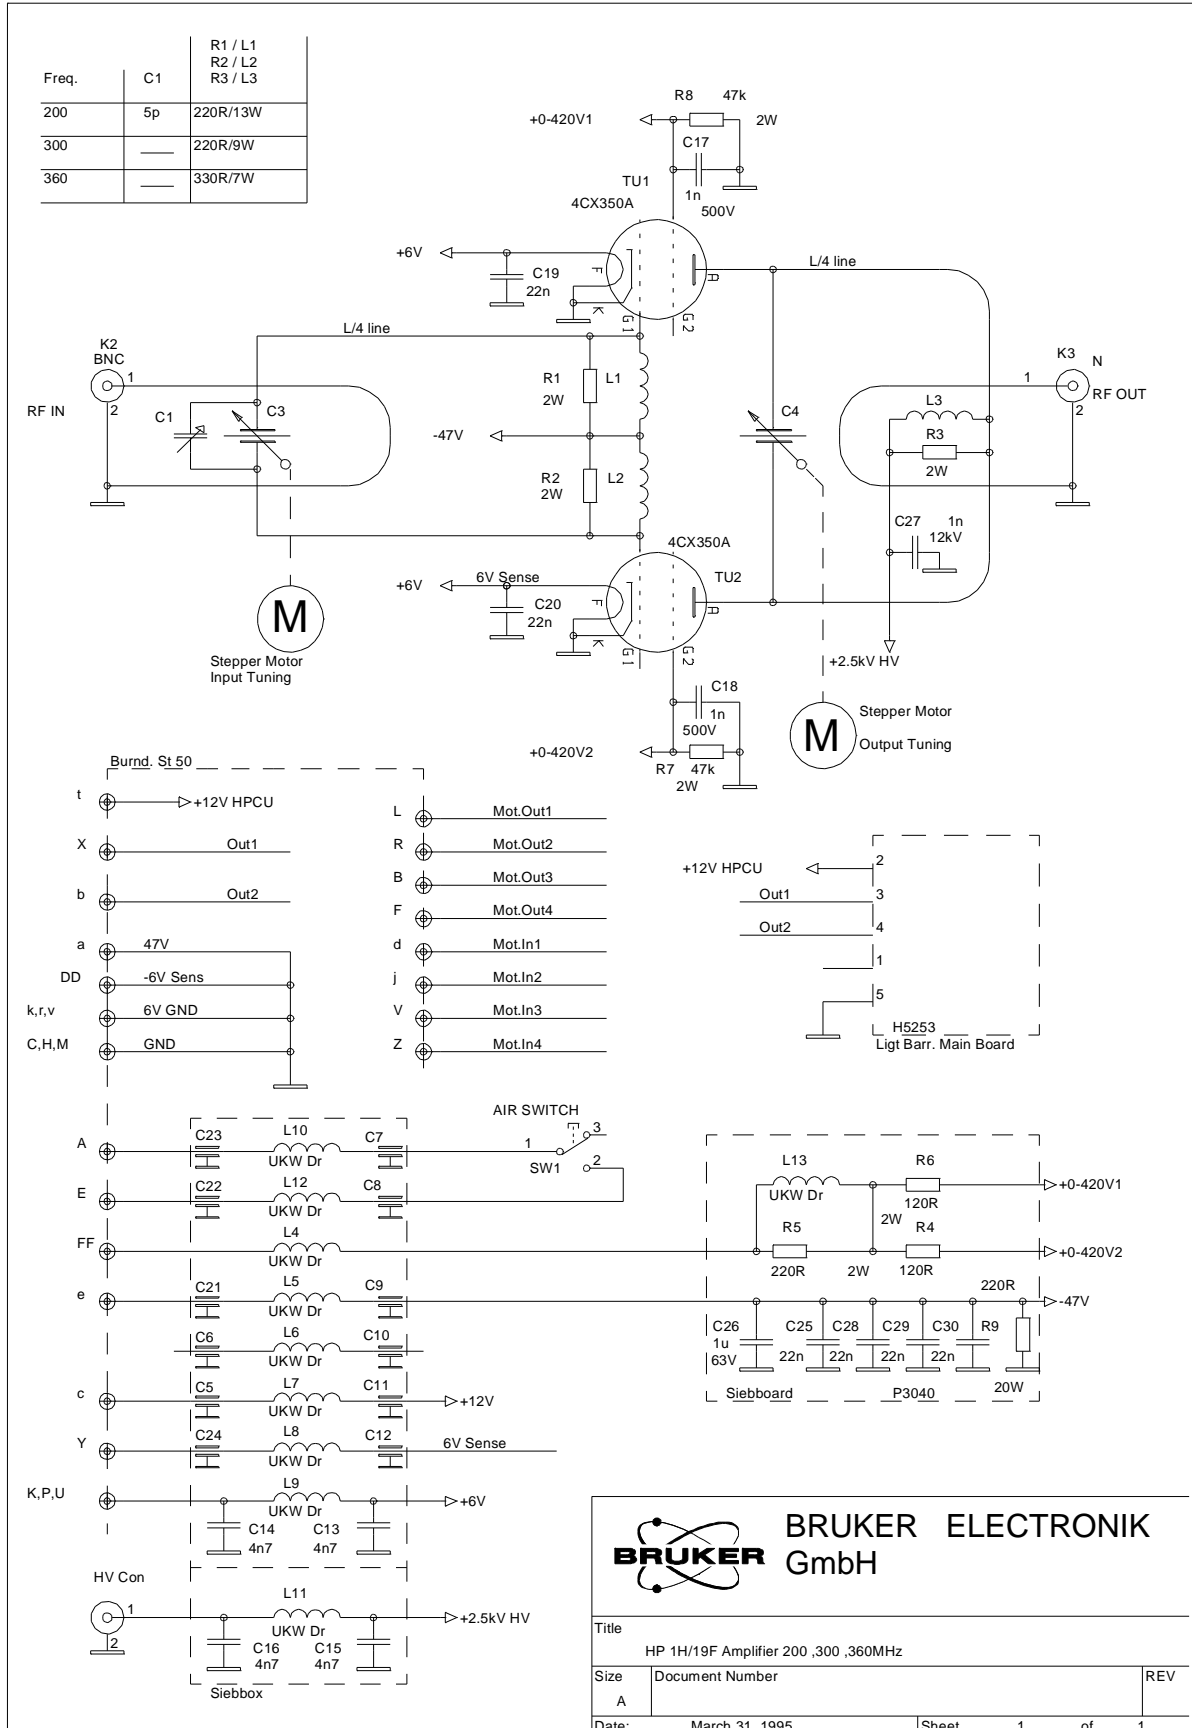 R1 / L1
R2 / L2
Freq. C1 R3 / L3
200 5p 220R/13W
300 220R/9W
360 330R/7W
R8 47k
+0-420V1 2W
C17
1n
500V
TU1
4CX350A
+6V
C19
22n
F
K
G1
G2
A
L/4 line
L/4 line
K2
BNC
1
2
RF IN
C1
C3
R1
2W
L1
-47V
R2
2W
L2
C4
K3 N
1
2
RF OUT
L3
R3
2W
C27 1n
12kV
+2.5kV HV
4CX350A
TU2
+6V 6V Sense
C20
22n
F
K
G1
G2
A
M
Stepper Motor
Input Tuning
C18
1n
500V
+0-420V2
R7 47k
2W
M
Stepper Motor
Output Tuning
Burnd. St 50
t +12V HPCU
X Out1
b Out2
a 47V
DD -6V Sens
k,r,v 6V GND
C,H,M GND
L Mot.Out1
R Mot.Out2
B Mot.Out3
F Mot.Out4
d Mot.In1
j Mot.In2
V Mot.In3
Z Mot.In4
+12V HPCU 2
Out1 3
Out2 4
1
5
H5253
Ligt Barr. Main Board
AIR SWITCH
1
3
2
SW1
A C23 L10 C7
UKW Dr
E C22 L12 C8
UKW Dr
FF L4
UKW Dr
e C21 L5 C9
UKW Dr
C6 L6 C10
UKW Dr
c C5 L7 C11 +12V
UKW Dr
Y C24 L8 C12 6V Sense
UKW Dr
K,P,U L9 +6V
UKW Dr
C14 C13
4n7 4n7
HV Con
1
2
L11
UKW Dr
+2.5kV HV
C16 C15
4n7 4n7
Siebbox
L13 R6
UKW Dr 120R +0-420V1
2W
R5 R4
220R 2W 120R +0-420V2
220R -47V
C26 C25 C28 C29 C30 R9
1u
63V 22n 22n 22n 22n
20W
Siebboard P3040
BRUKER
BRUKER ELECTRONIK
GmbH
Title
HP 1H/19F Amplifier 200 ,300 ,360MHz
Size Document Number REV
A
Date: March 31, 1995 Sheet 1 of 1